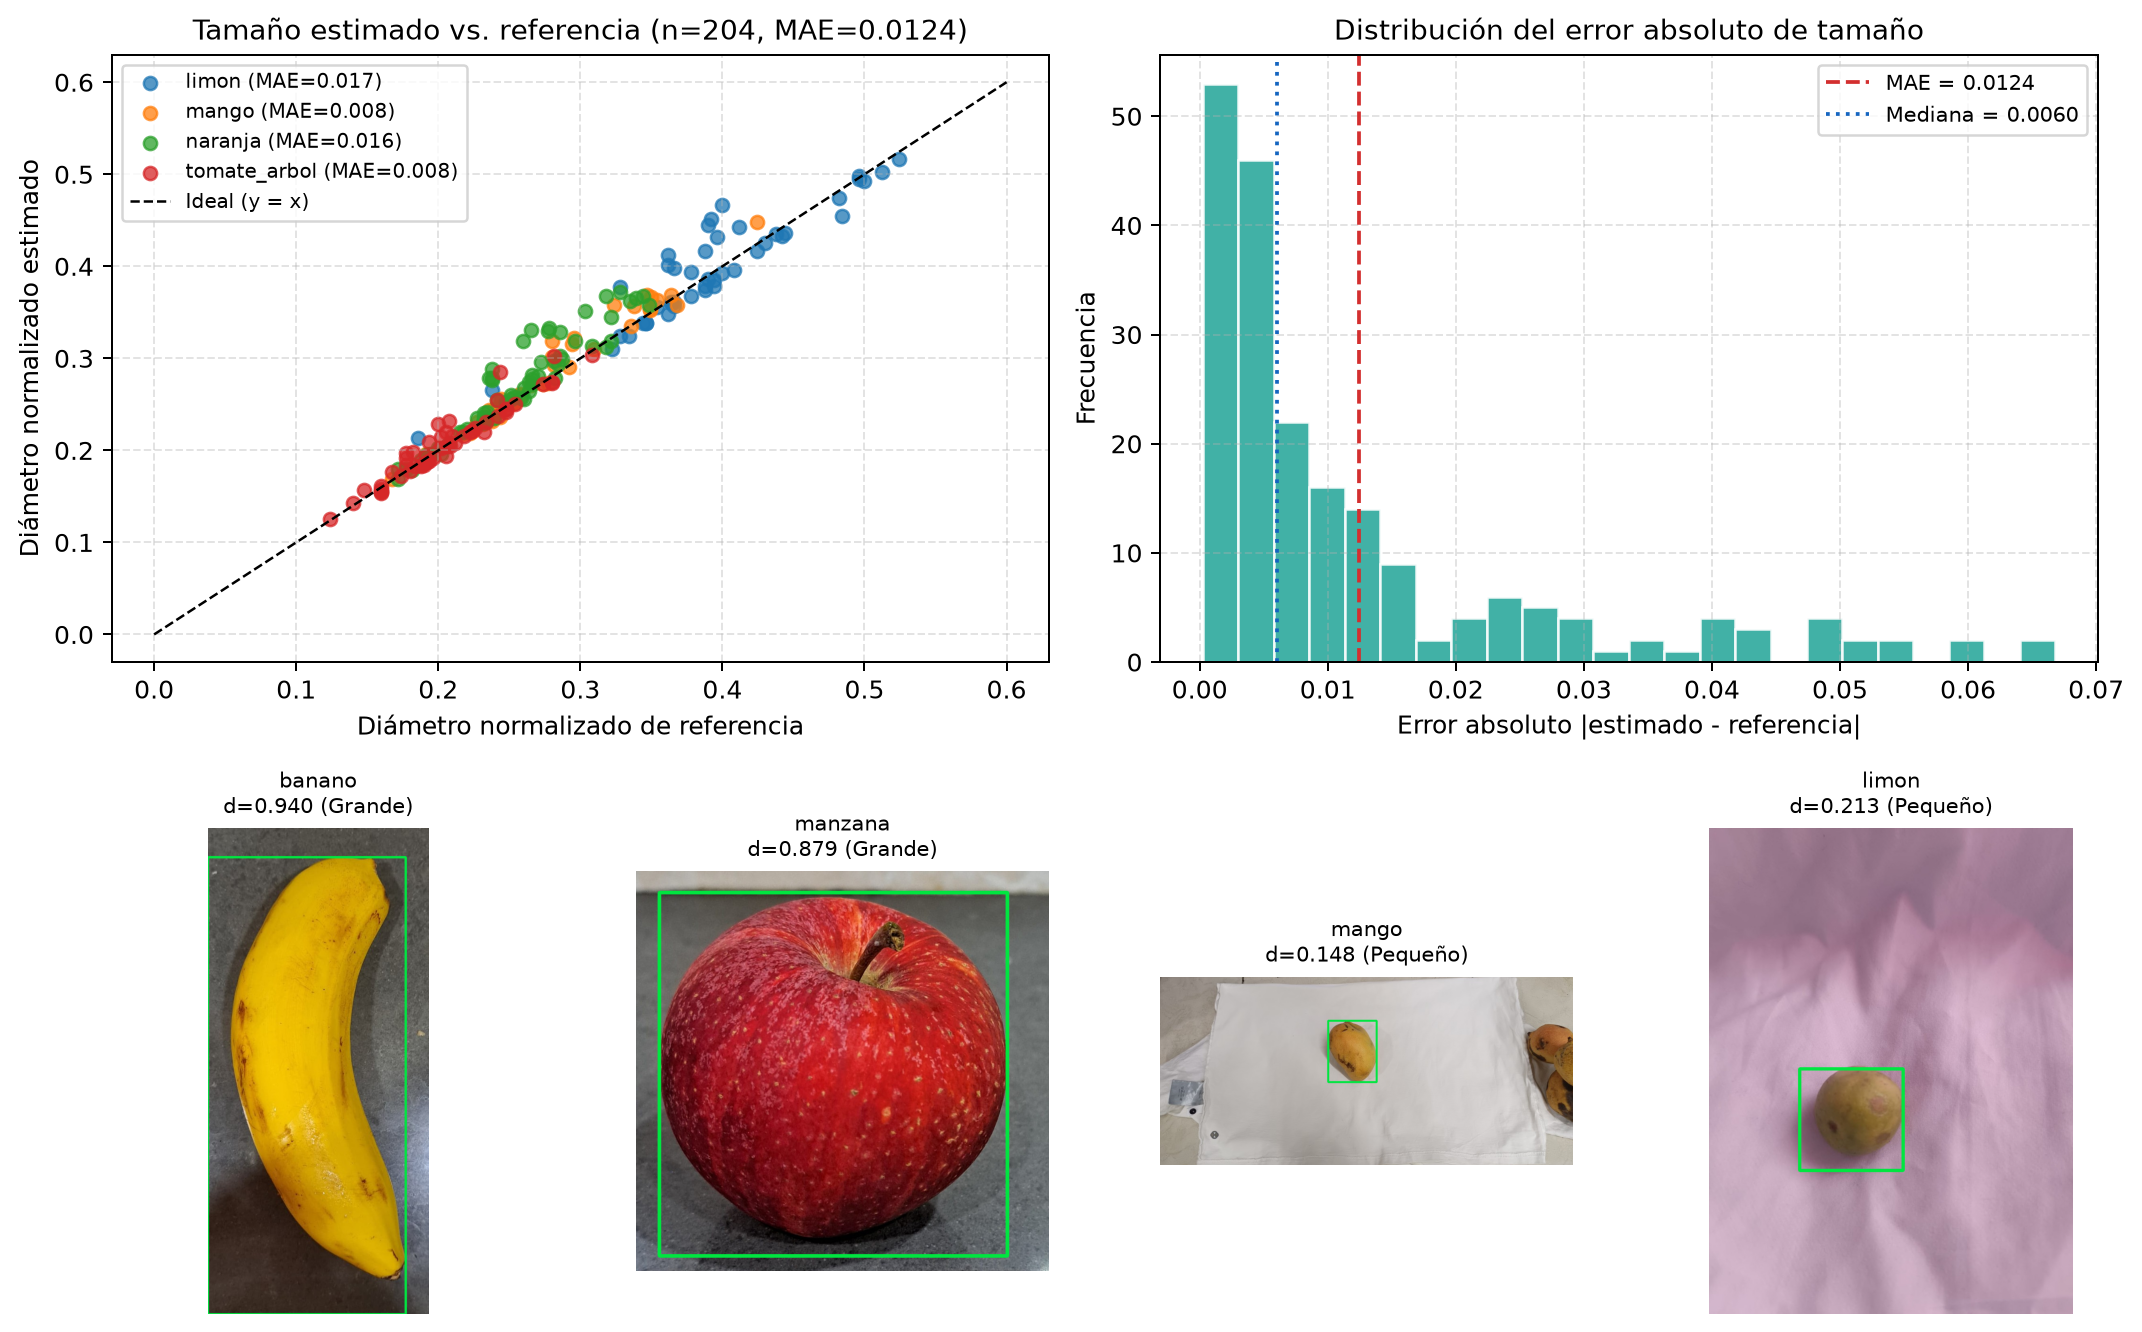 Tamaño estimado vs. referencia (n=204, MAE=0.0124)
Diámetro normalizado estimado
0.6
0.5
0.4
0.3
0.2
0.1
0.0
limon (MAE=0.017)
mango (MAE=0.008)
naranja (MAE=0.016)
tomate_arbol (MAE=0.008)
Ideal (y = x)
0.0 0.1 0.2 0.3 0.4 0.5 0.6
Diámetro normalizado de referencia
Distribución del error absoluto de tamaño
Frecuencia
50
40
30
20
10
0
MAE = 0.0124
Mediana = 0.0060
0.00 0.01 0.02 0.03 0.04 0.05 0.06 0.07
Error absoluto |estimado - referencia|
banano
d=0.940 (Grande)
manzana
d=0.879 (Grande)
mango
d=0.148 (Pequeño)
limon
d=0.213 (Pequeño)